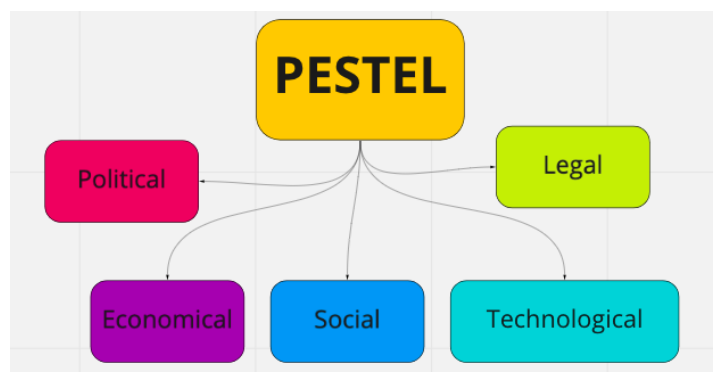 PESTEL
Political
Legal
Economical
Social
Technological